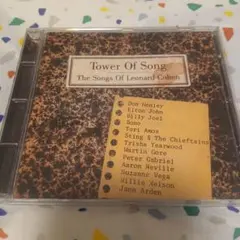 Tower Of Song
The Songs Of Leonard Cohen
Don Henley
Elton John
Billy Joel
Bono
Tori Amos
Sting & The Chieftains
Trisha Yearwood
Martin Gore
Peter Gabriel
Aaron Neville
Suzanne Vega
Willie Nelson
Jann Arden